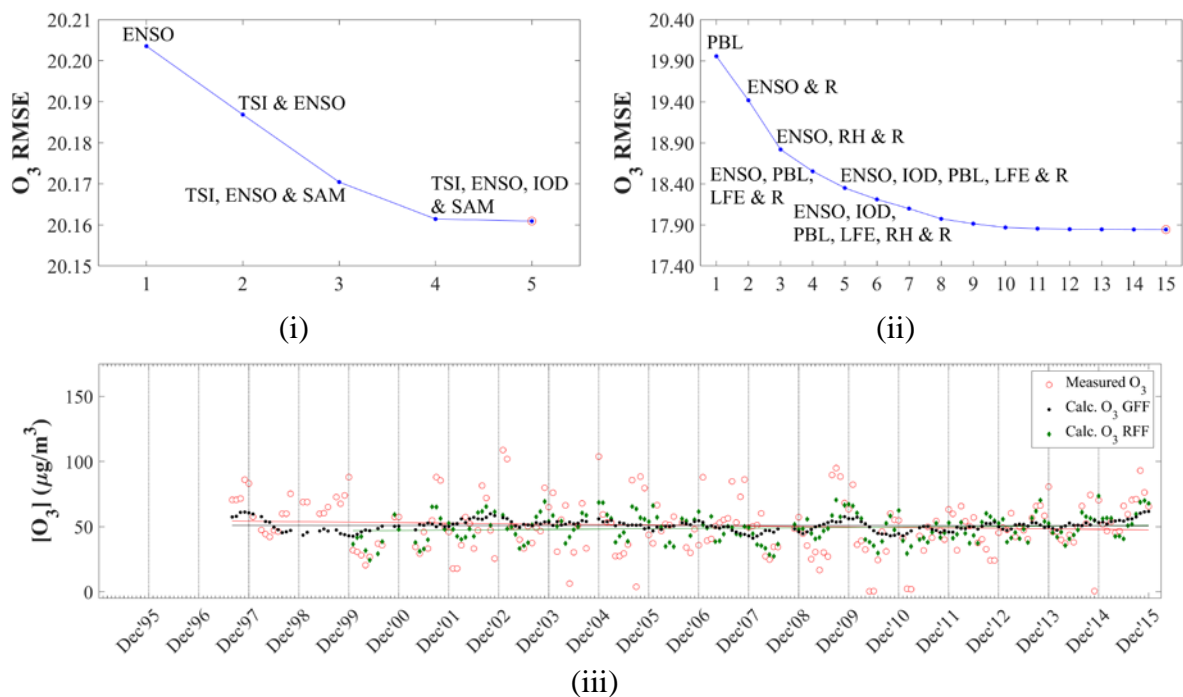 20.21
20.20
20.19
20.18
20.17
20.16
20.15
O3 RMSE
ENSO
TSI & ENSO
TSI, ENSO & SAM
TSI, ENSO, IOD
& SAM
1 2 3 4 5
(i)
20.40
19.90
19.40
18.90
18.40
17.90
17.40
O3 RMSE
PBL
ENSO & R
ENSO, RH & R
ENSO, PBL,
LFE & R
ENSO, IOD, PBL, LFE & R
ENSO, IOD,
PBL, LFE, RH & R
1 2 3 4 5 6 7 8 9 10 11 12 13 14 15
(ii)
150
100
50
0
[O3] (μg/m3)
Measured O3
Calc. O3 GFF
Calc. O3 RFF
Dec'95 Dec'96 Dec'97 Dec'98 Dec'99 Dec'00 Dec'01 Dec'02 Dec'03 Dec'04 Dec'05 Dec'06 Dec'07 Dec'08 Dec'09 Dec'10 Dec'11 Dec'12 Dec'13 Dec'14 Dec'15
(iii)